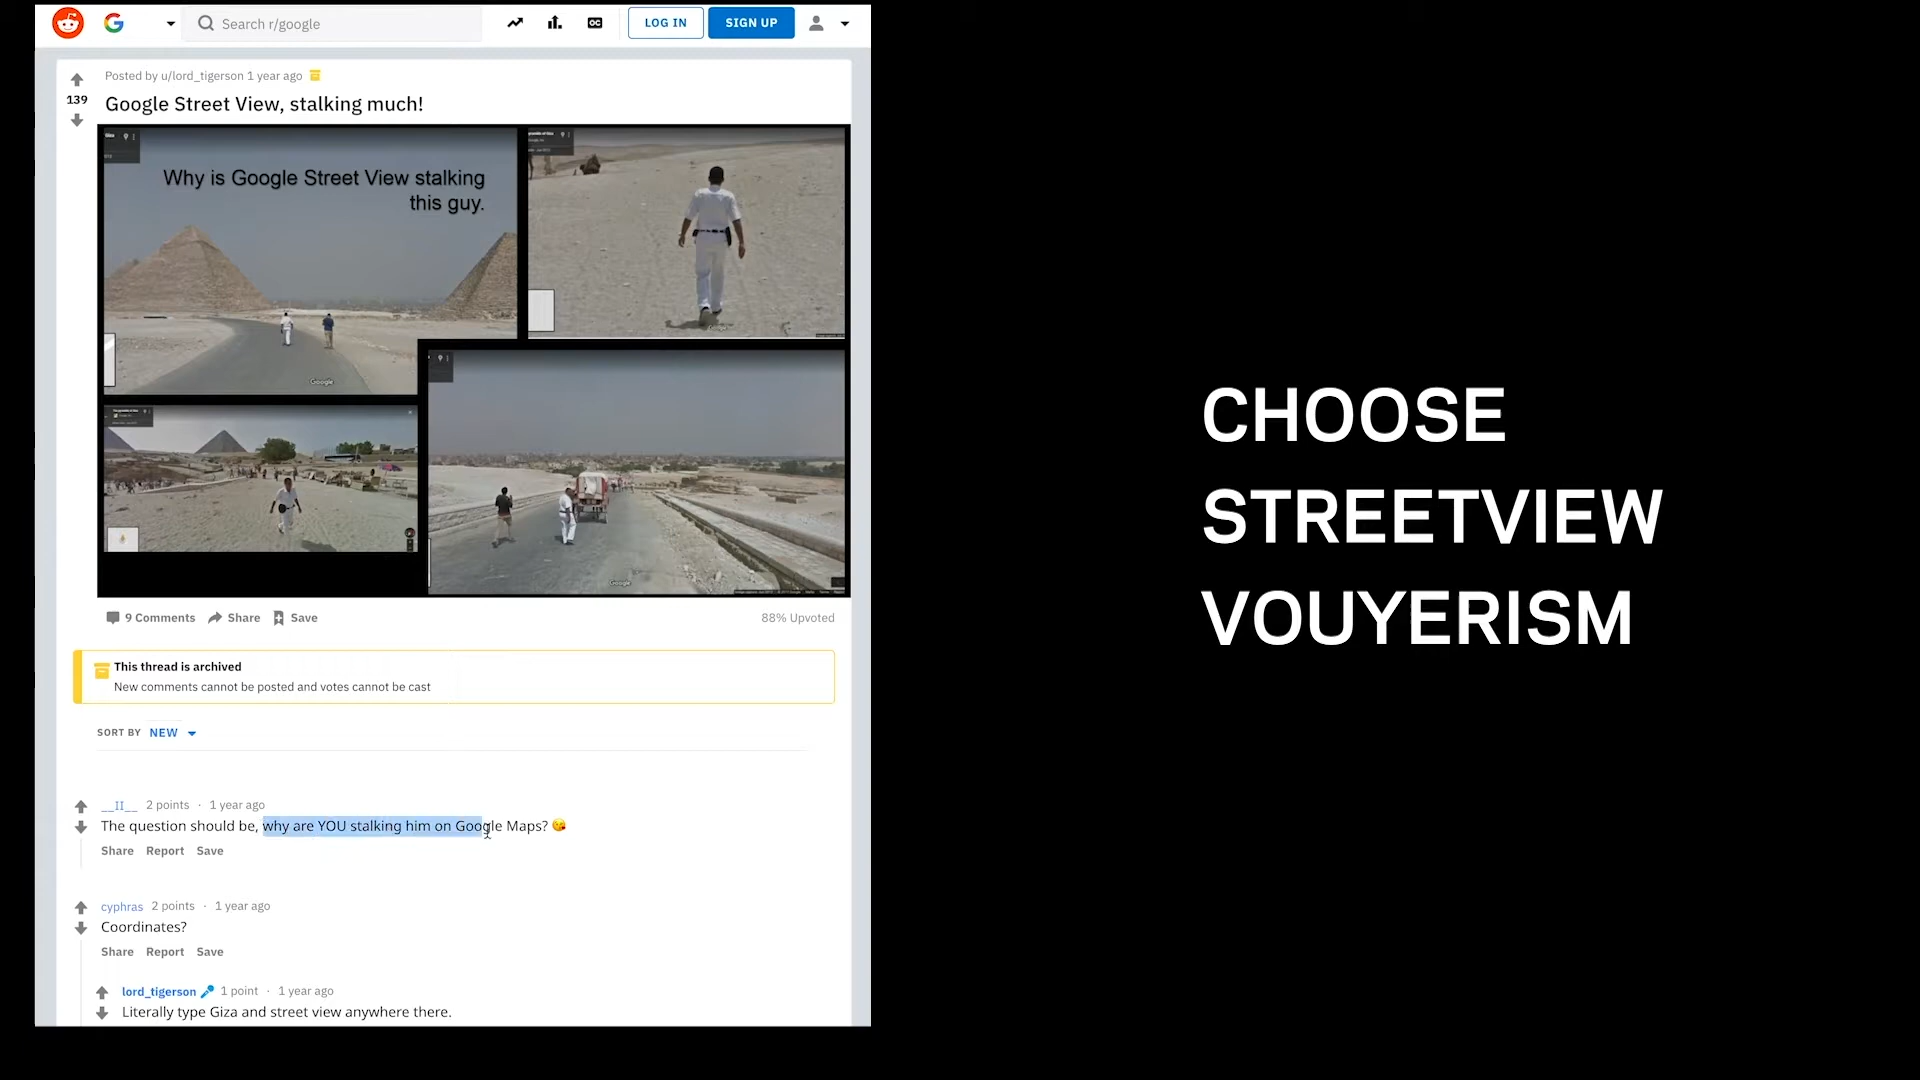 Search r/google
LOG IN
SIGN UP
Posted by u/lord_tigerson 1 year ago
139
Google Street View, stalking much!
Why is Google Street View stalking
this guy.
Google
Google
Google
9 Comments
Share
Save
88% Upvoted
This thread is archived
New comments cannot be posted and votes cannot be cast
SORT BY NEW
__II__ 2 points · 1 year ago
The question should be, why are YOU stalking him on Google Maps? 😘
Share Report Save
cyphras 2 points · 1 year ago
Coordinates?
Share Report Save
lord_tigerson 1 point · 1 year ago
Literally type Giza and street view anywhere there.
CHOOSE
STREETVIEW
VOUYERISM